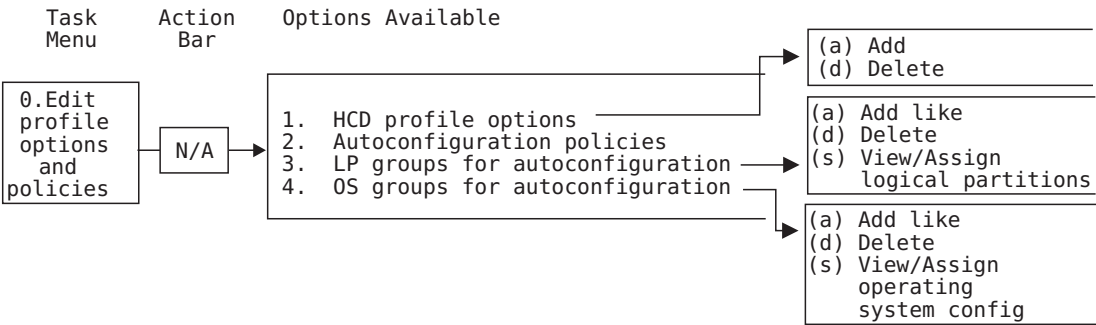 Task Menu
Action Bar
Options Available
0.Edit
profile
options
and
policies
N/A
1. HCD profile options
2. Autoconfiguration policies
3. LP groups for autoconfiguration
4. OS groups for autoconfiguration
(a) Add
(d) Delete
(a) Add like
(d) Delete
(s) View/Assign
logical partitions
(a) Add like
(d) Delete
(s) View/Assign
operating
system config